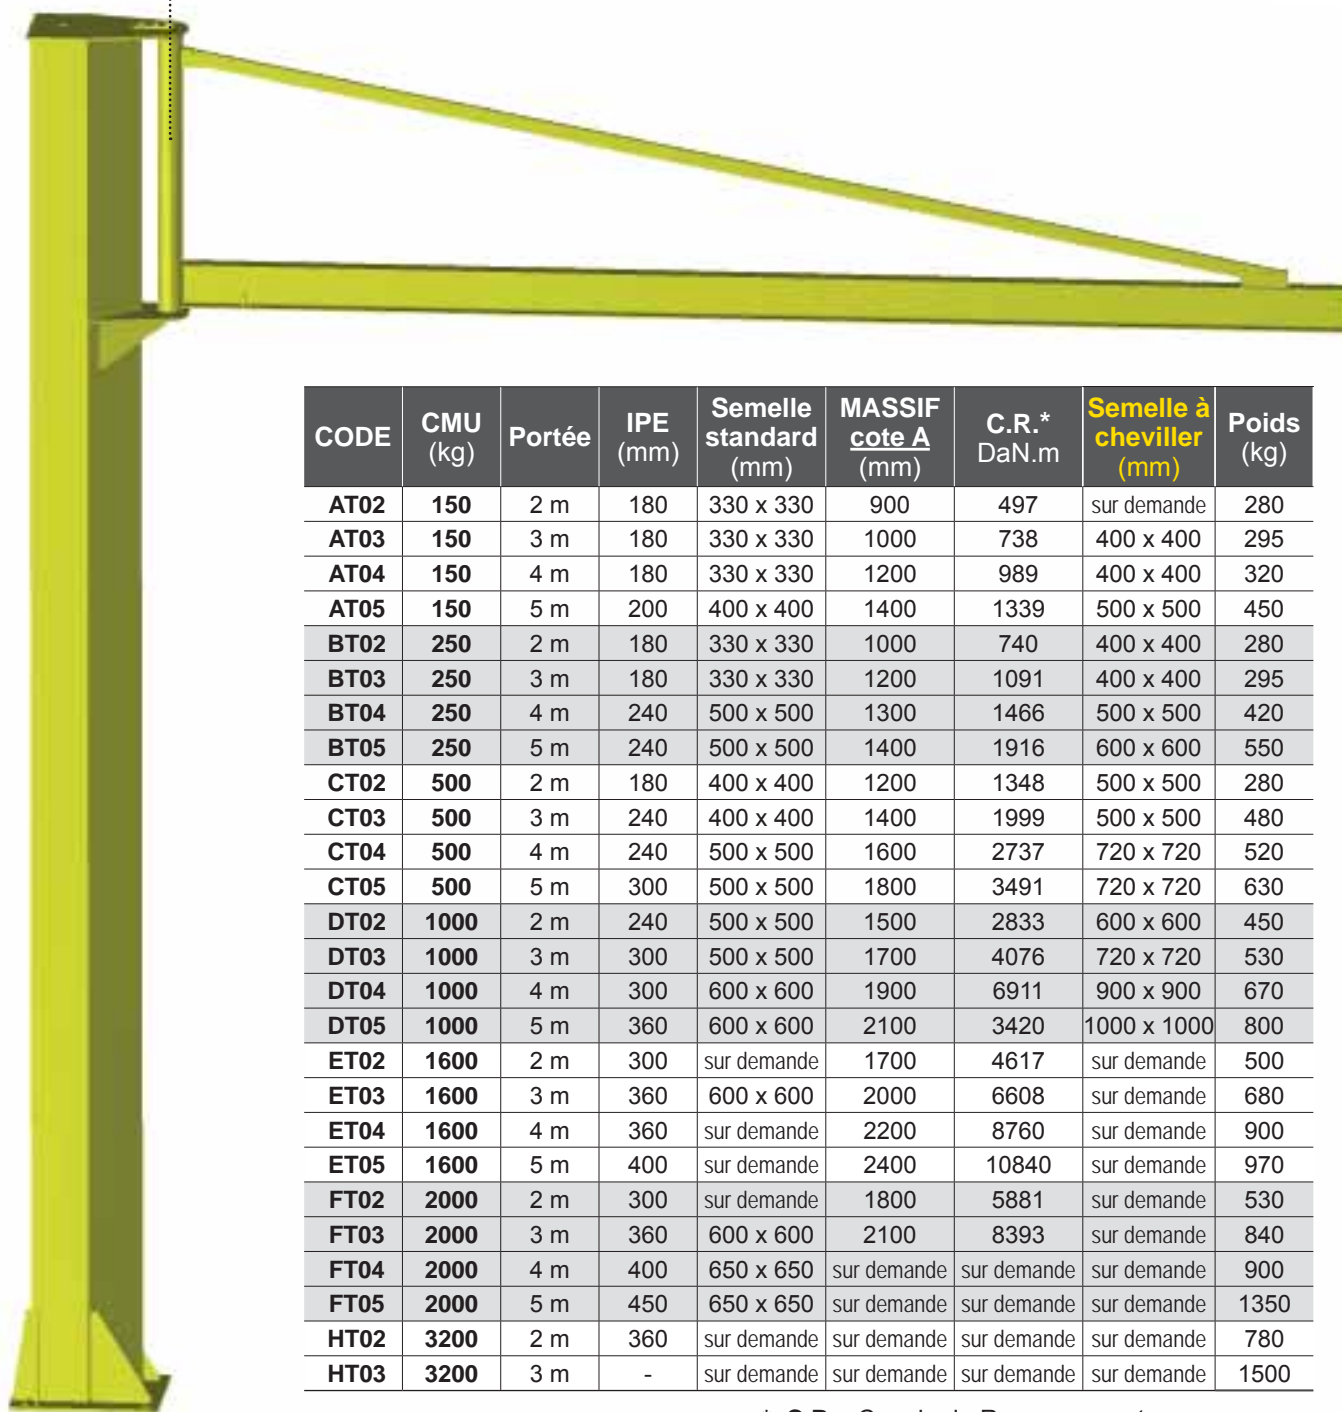 CODE CMU (kg) Portée IPE (mm) Semelle standard (mm) MASSIF cote A (mm) C.R.* DaN.m Semelle à cheviller (mm) Poids (kg)
AT02 150 2 m 180 330 x 330 900 497 sur demande 280
AT03 150 3 m 180 330 x 330 1000 738 400 x 400 295
AT04 150 4 m 180 330 x 330 1200 989 400 x 400 320
AT05 150 5 m 200 400 x 400 1400 1339 500 x 500 450
BT02 250 2 m 180 330 x 330 1000 740 400 x 400 280
BT03 250 3 m 180 330 x 330 1200 1091 400 x 400 295
BT04 250 4 m 240 500 x 500 1300 1466 500 x 500 420
BT05 250 5 m 240 500 x 500 1400 1916 600 x 600 550
CT02 500 2 m 180 400 x 400 1200 1348 500 x 500 280
CT03 500 3 m 240 400 x 400 1400 1999 500 x 500 480
CT04 500 4 m 240 500 x 500 1600 2737 720 x 720 520
CT05 500 5 m 300 500 x 500 1800 3491 720 x 720 630
DT02 1000 2 m 240 500 x 500 1500 2833 600 x 600 450
DT03 1000 3 m 300 500 x 500 1700 4076 720 x 720 530
DT04 1000 4 m 300 600 x 600 1900 6911 900 x 900 670
DT05 1000 5 m 360 600 x 600 2100 3420 1000 x 1000 800
ET02 1600 2 m 300 sur demande 1700 4617 sur demande 500
ET03 1600 3 m 360 600 x 600 2000 6608 sur demande 680
ET04 1600 4 m 360 sur demande 2200 8760 sur demande 900
ET05 1600 5 m 400 sur demande 2400 10840 sur demande 970
FT02 2000 2 m 300 sur demande 1800 5881 sur demande 530
FT03 2000 3 m 360 600 x 600 2100 8393 sur demande 840
FT04 2000 4 m 400 650 x 650 sur demande sur demande sur demande 900
FT05 2000 5 m 450 650 x 650 sur demande sur demande sur demande 1350
HT02 3200 2 m 360 sur demande sur demande sur demande sur demande 780
HT03 3200 3 m - sur demande sur demande sur demande sur demande 1500